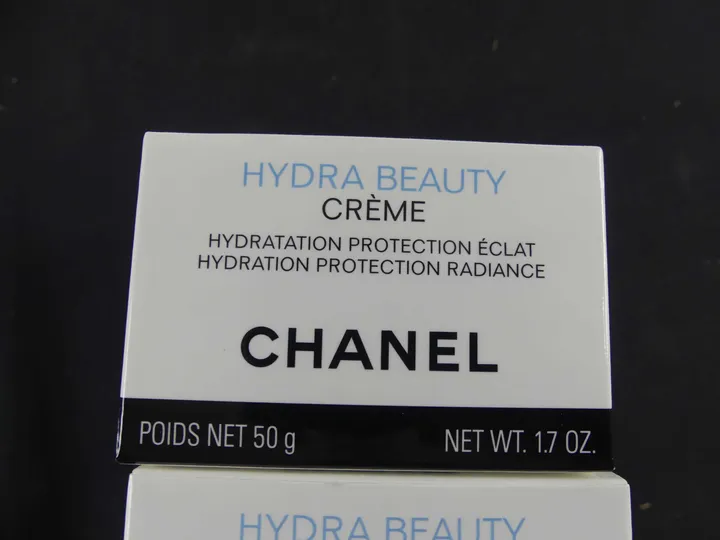 HYDRA BEAUTY
CRÈME
HYDRATATION PROTECTION ÉCLAT
HYDRATION PROTECTION RADIANCE
CHANEL
POIDS NET 50 g NET WT. 1.7 OZ.
HYDRA BEAUTY